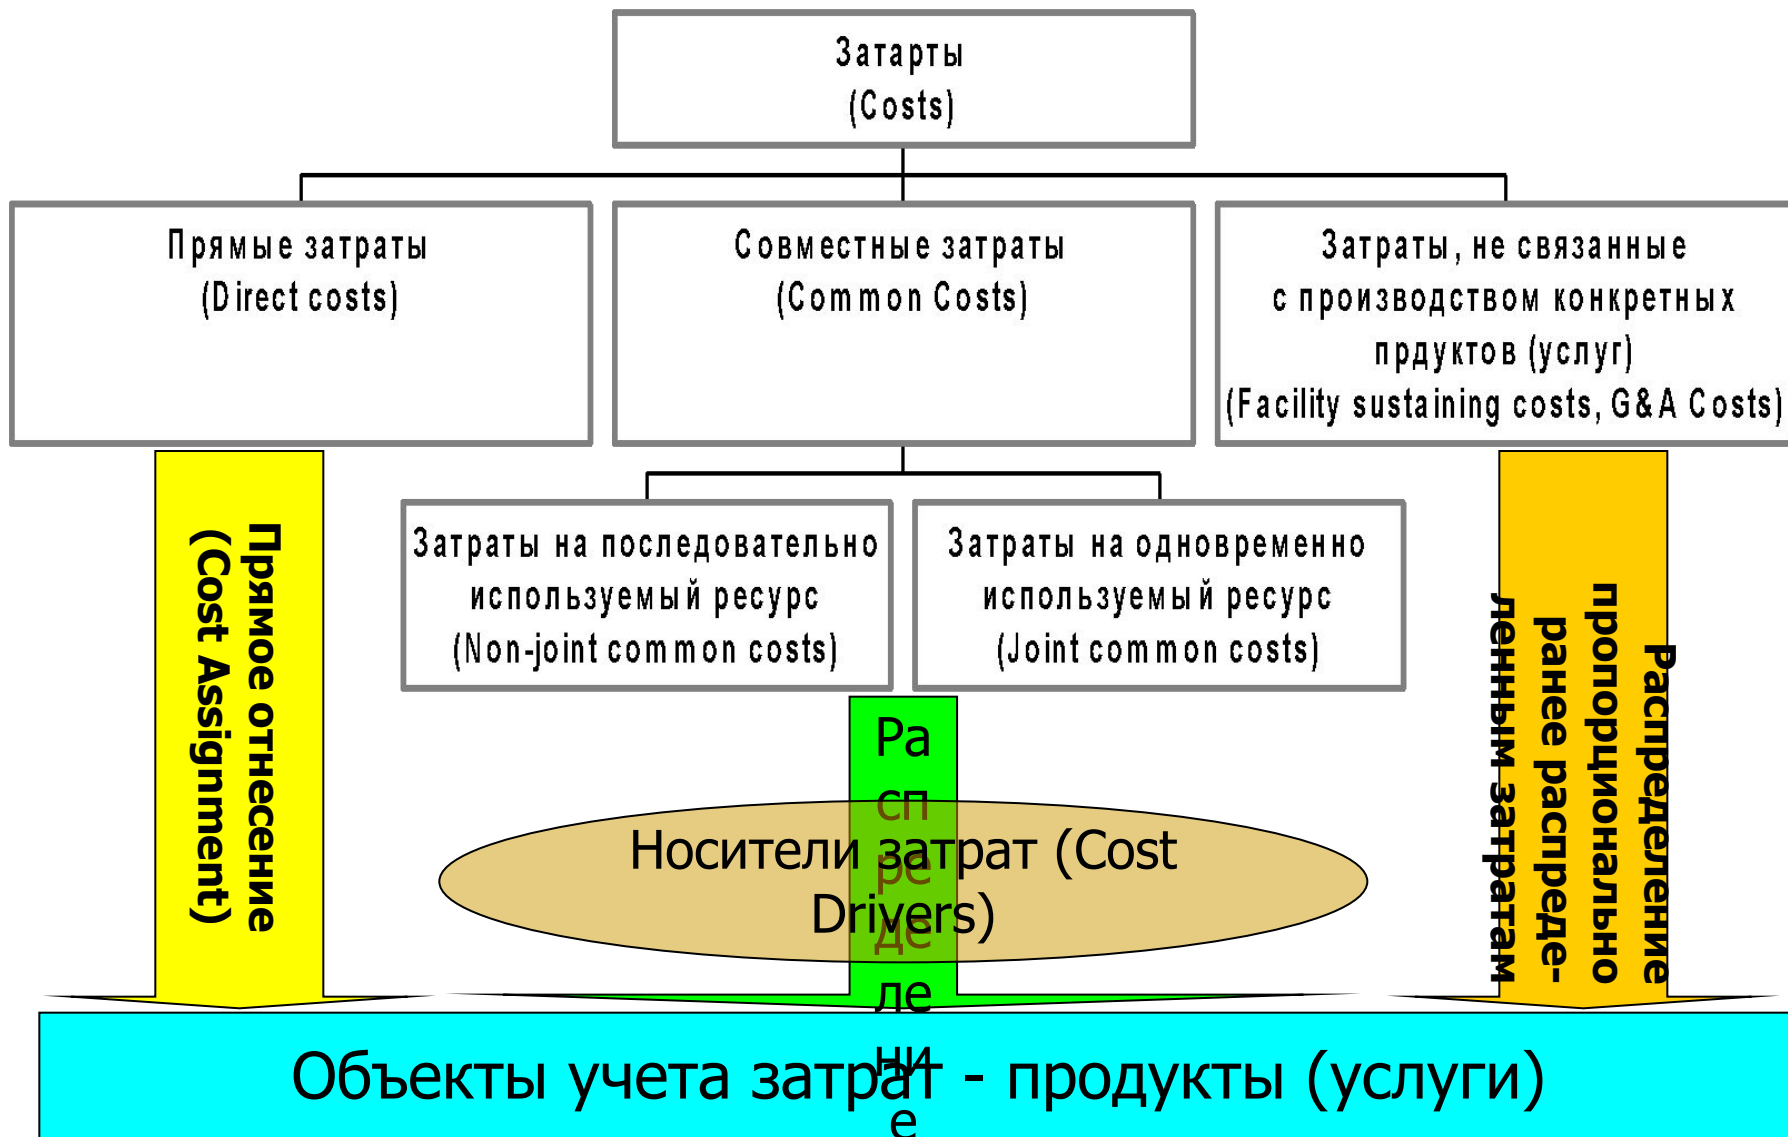 Затарты
(Costs)
Прямые затраты
(Direct costs)
Совместные затраты
(Common Costs)
Затраты, не связанные
с производством конкретных
прдуктов (услуг)
(Facility sustaining costs, G&A Costs)
Затраты на последовательно
используемый ресурс
(Non-joint common costs)
Затраты на одновременно
используемый ресурс
(Joint common costs)
Прямое отнесение
(Cost Assignment)
Ра
сп
ре
де
ле
ни
е
Носители затрат (Cost
Drivers)
Распределение
пропорционально
ранее распреде-
ленным затратам
Объекты учета затрат - продукты (услуги)